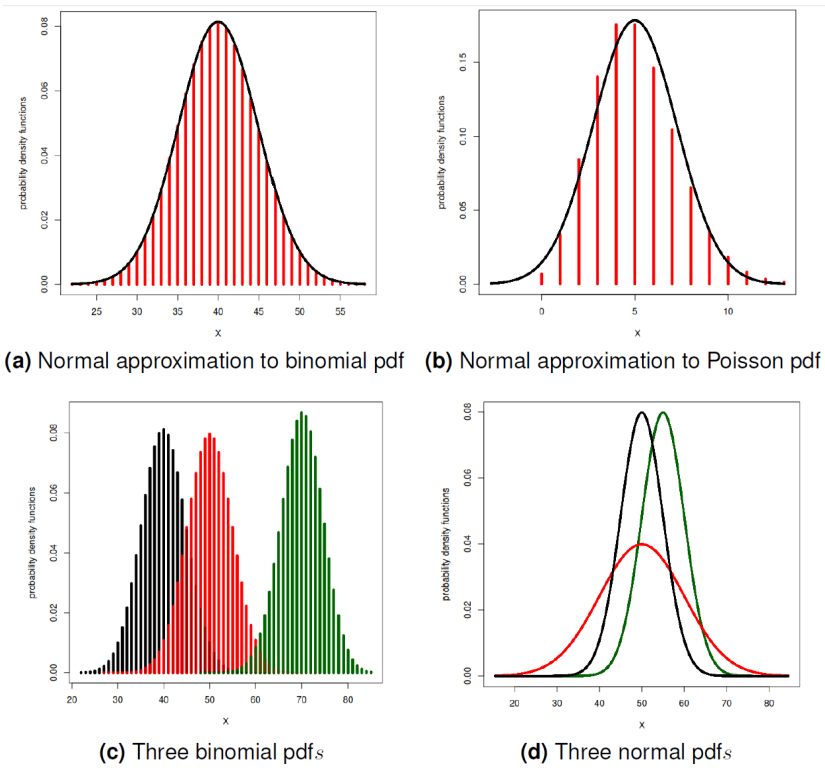 probability density functions
0.00 0.02 0.04 0.06 0.08
25 30 35 40 45 50 55
x
probability density functions
0.00 0.05 0.10 0.15
0 5 10
x
(a) Normal approximation to binomial pdf
(b) Normal approximation to Poisson pdf
probability density functions
0.00 0.02 0.04 0.06 0.08
20 30 40 50 60 70 80
x
probability density functions
0.00 0.02 0.04 0.06 0.08
20 30 40 50 60 70 80
x
(c) Three binomial pdfs
(d) Three normal pdfs